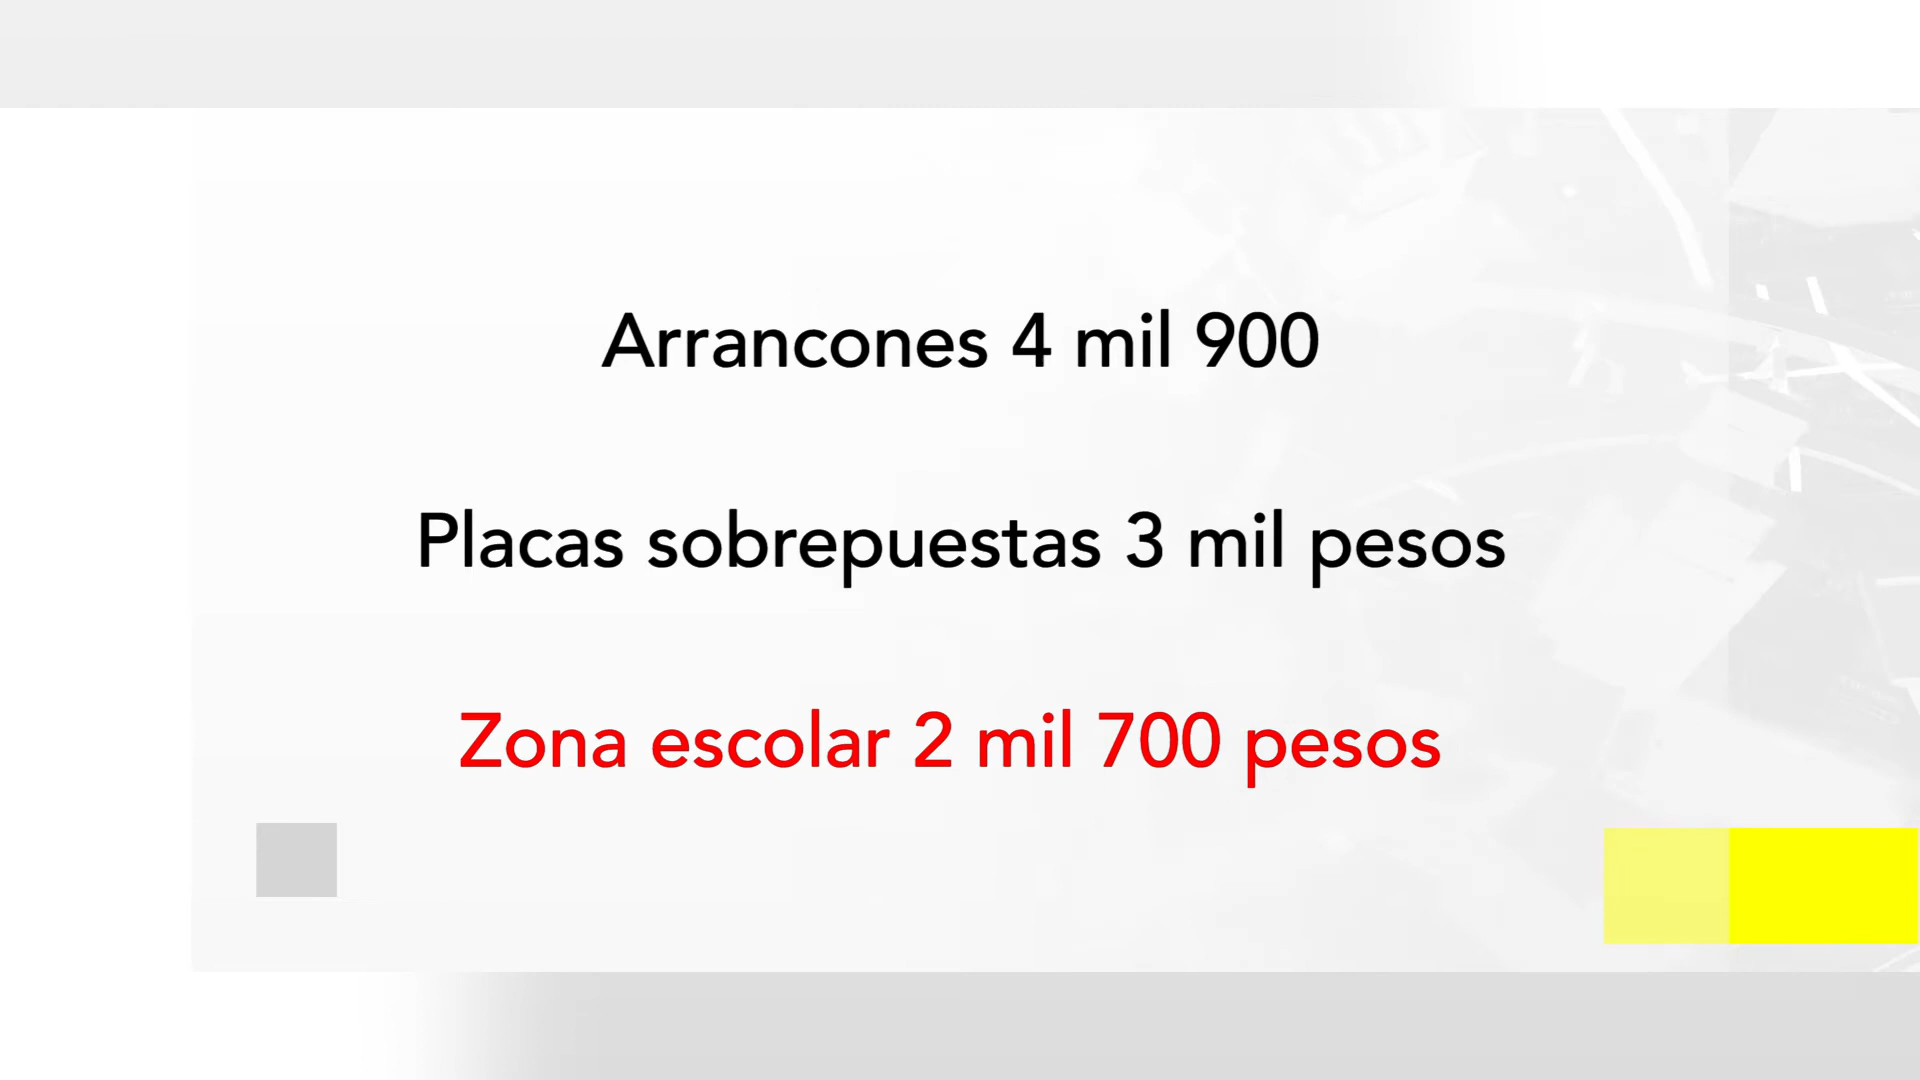 Arrancones 4 mil 900
Placas sobrepuestas 3 mil pesos
Zona escolar 2 mil 700 pesos